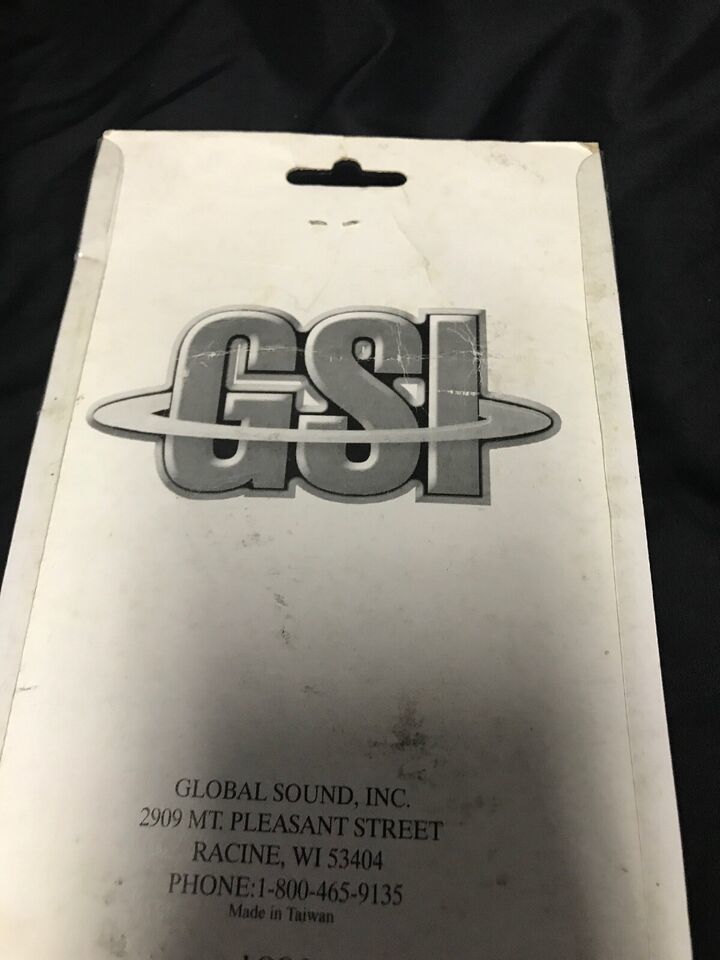 GSI
GLOBAL SOUND, INC.
2909 MT. PLEASANT STREET
RACINE, WI 53404
PHONE:1-800-465-9135
Made in Taiwan